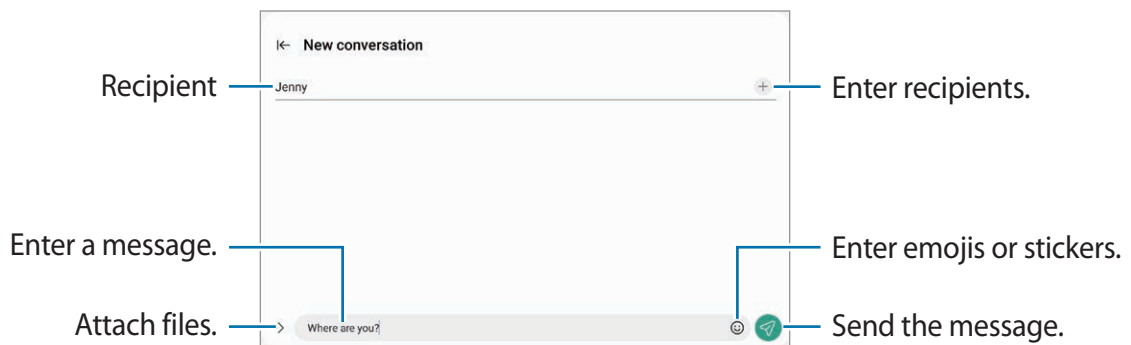 New conversation
Recipient
Jenny
Enter recipients.
Enter a message.
Enter emojis or stickers.
Attach files.
Where are you?
Send the message.